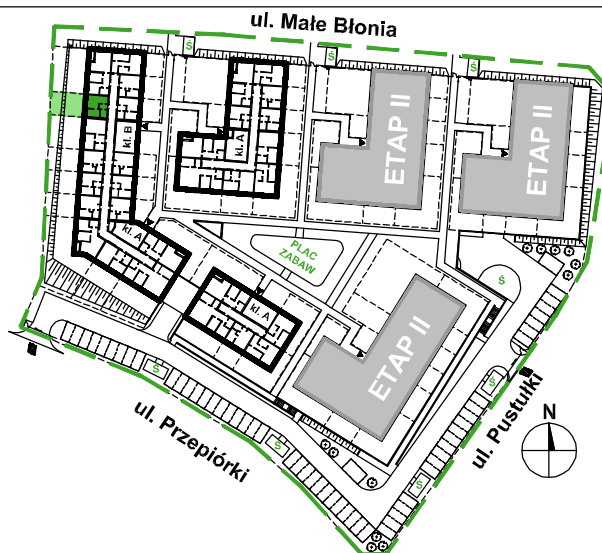 ul. Małe Błonia
Ś
Ś
Ś
kl. B
kl. A
ETAP II
ETAP II
kl. A
PLAC
ZABAW
Ś
kl. A
ETAP II
Ś
Ś
ul. Pustułki
N
ul. Przepiórki
Ś
Ś